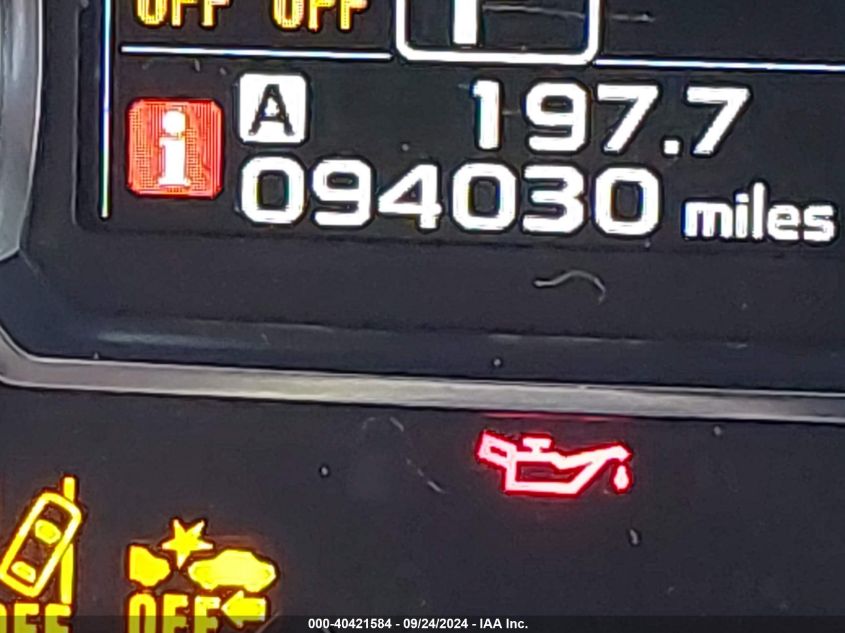 OFF OFF
A 197.7
i 094030 miles
OFF OFF
000-40421584 - 09/24/2024 - IAA Inc.